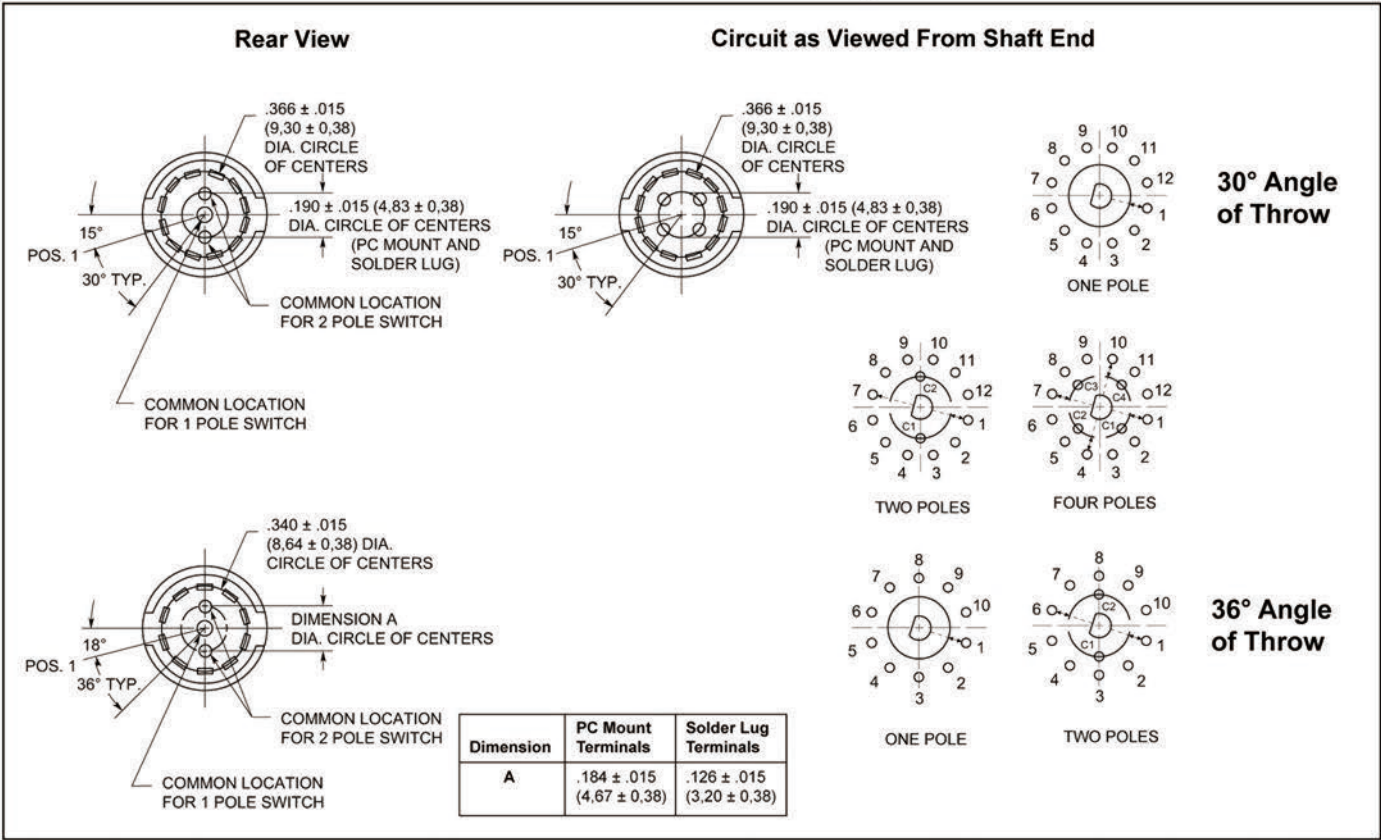 Rear View
Circuit as Viewed From Shaft End
.366 ± .015
(9,30 ± 0,38)
DIA. CIRCLE
OF CENTERS
.190 ± .015 (4,83 ± 0,38)
DIA. CIRCLE OF CENTERS
(PC MOUNT AND
SOLDER LUG)
15°
POS. 1
30° TYP.
COMMON LOCATION
FOR 2 POLE SWITCH
COMMON LOCATION
FOR 1 POLE SWITCH
.366 ± .015
(9,30 ± 0,38)
DIA. CIRCLE
OF CENTERS
.190 ± .015 (4,83 ± 0,38)
DIA. CIRCLE OF CENTERS
(PC MOUNT AND
SOLDER LUG)
15°
POS. 1
30° TYP.
9 10
8 11
7 12
6 1
5 2
4 3
ONE POLE
30° Angle
of Throw
9 10
8 11
7 C2 12
6 C1 1
5 2
4 3
TWO POLES
9 10
8 11
7 C3 C4 12
6 C2 C1 1
5 2
4 3
FOUR POLES
.340 ± .015
(8,64 ± 0,38) DIA.
CIRCLE OF CENTERS
DIMENSION A
DIA. CIRCLE OF CENTERS
18°
POS. 1
36° TYP.
COMMON LOCATION
FOR 2 POLE SWITCH
COMMON LOCATION
FOR 1 POLE SWITCH
Dimension
PC Mount
Terminals
Solder Lug
Terminals
A
.184 ± .015
(4,67 ± 0,38)
.126 ± .015
(3,20 ± 0,38)
8
7 9
6 10
5 1
4 2
3
ONE POLE
8
7 9
6 C2 10
5 C1 1
4 2
3
TWO POLES
36° Angle
of Throw